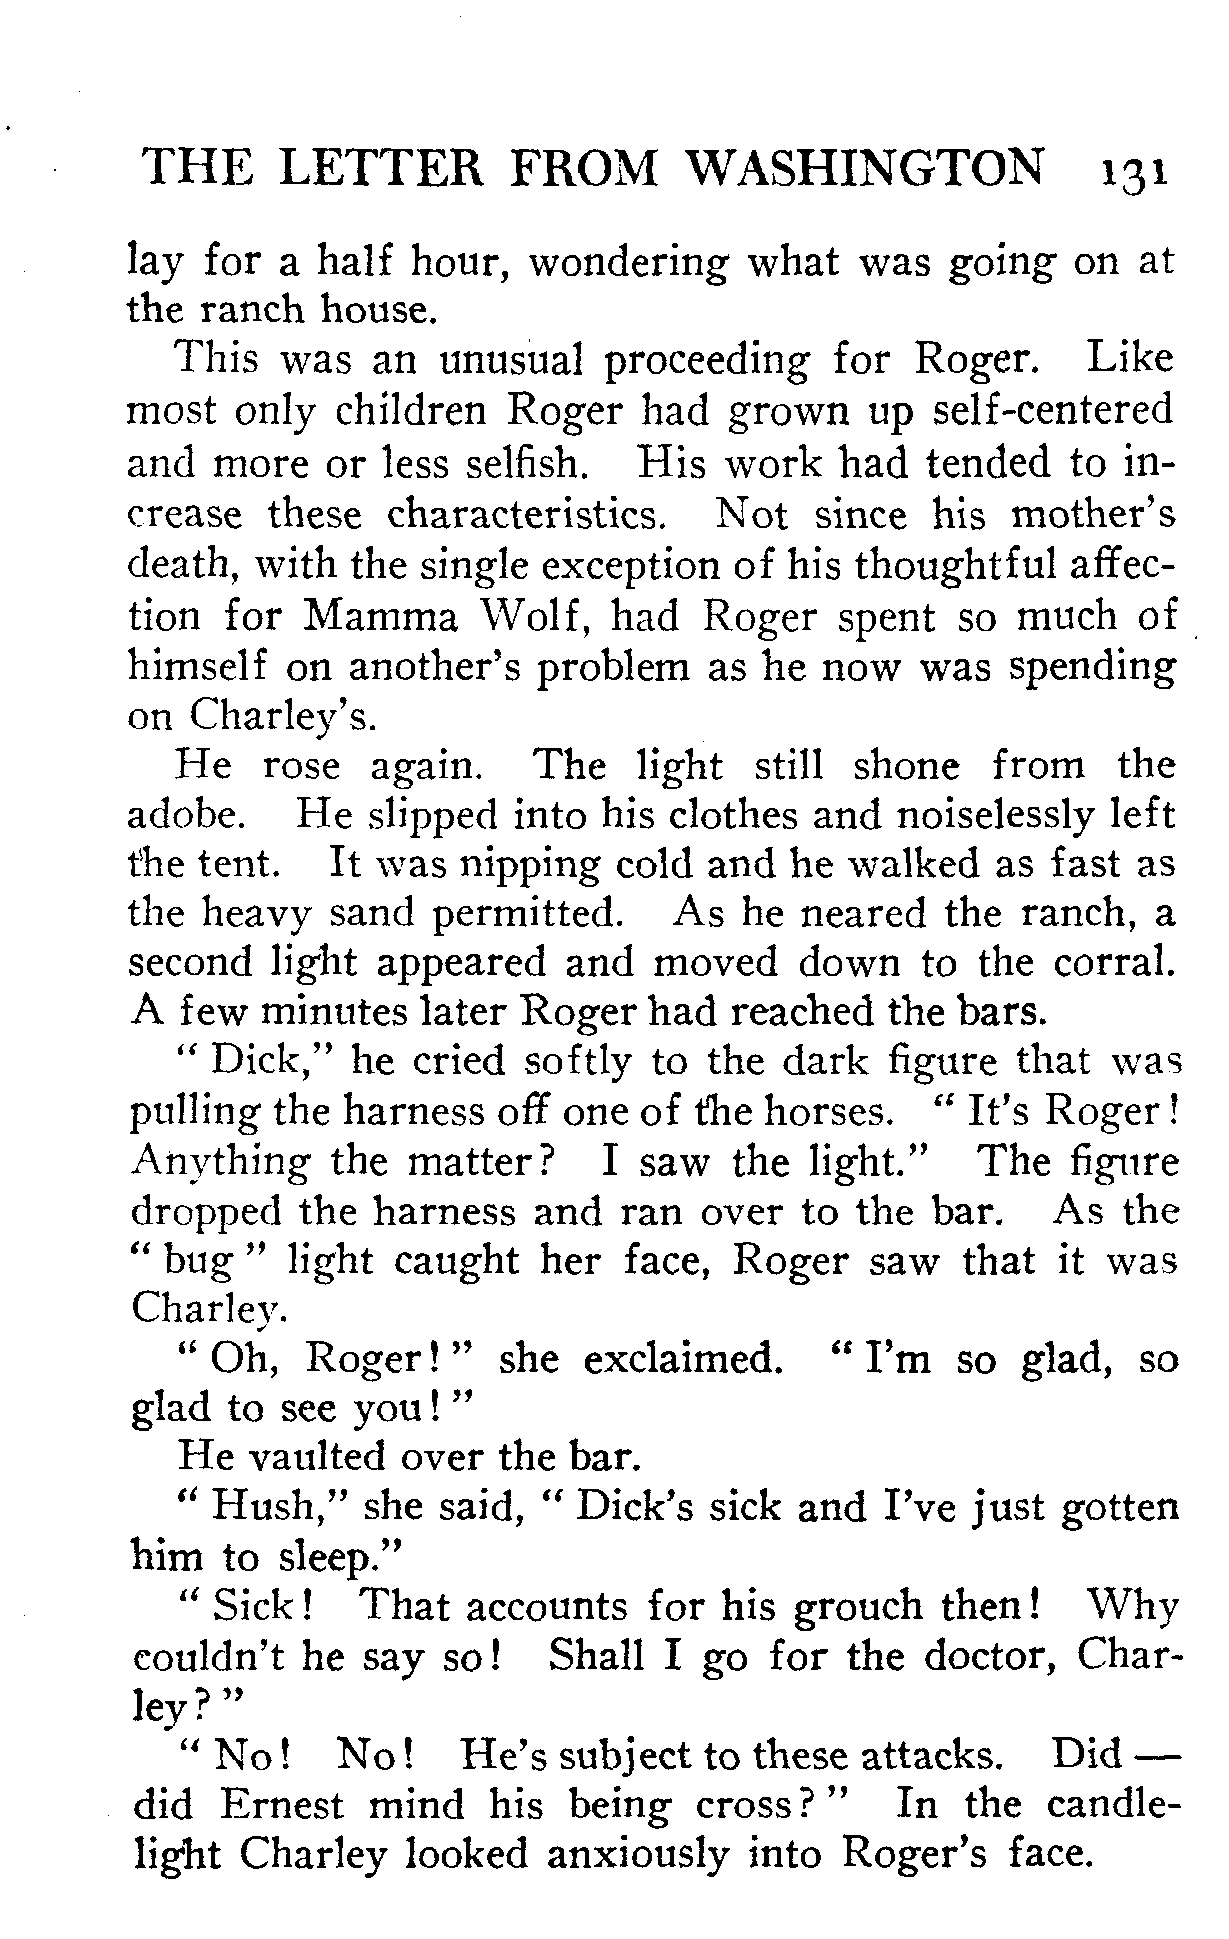 THE LETTER FROM WASHINGTON 131
lay for a half hour, wondering what was going on at
the ranch house.
This was an unusual proceeding for Roger. Like
most only children Roger had grown up self-centered
and more or less selfish. His work had tended to in-
crease these characteristics. Not since his mother's
death, with the single exception of his thoughtful affec-
tion for Mamma Wolf, had Roger spent so much of
himself on another's problem as he now was spending
on Charley's.
He rose again. The light still shone from the
adobe. He slipped into his clothes and noiselessly left
the tent. It was nipping cold and he walked as fast as
the heavy sand permitted. As he neared the ranch, a
second light appeared and moved down to the corral.
A few minutes later Roger had reached the bars.
" Dick," he cried softly to the dark figure that was
pulling the harness off one of the horses. " It's Roger!
Anything the matter? I saw the light." The figure
dropped the harness and ran over to the bar. As the
" bug " light caught her face, Roger saw that it was
Charley.
" Oh, Roger! " she exclaimed. " I'm so glad, so
glad to see you! "
He vaulted over the bar.
" Hush," she said, " Dick's sick and I've just gotten
him to sleep."
" Sick! That accounts for his grouch then! Why
couldn't he say so! Shall I go for the doctor, Char-
ley? "
" No! No! He's subject to these attacks. Did —
did Ernest mind his being cross? " In the candle-
light Charley looked anxiously into Roger's face.